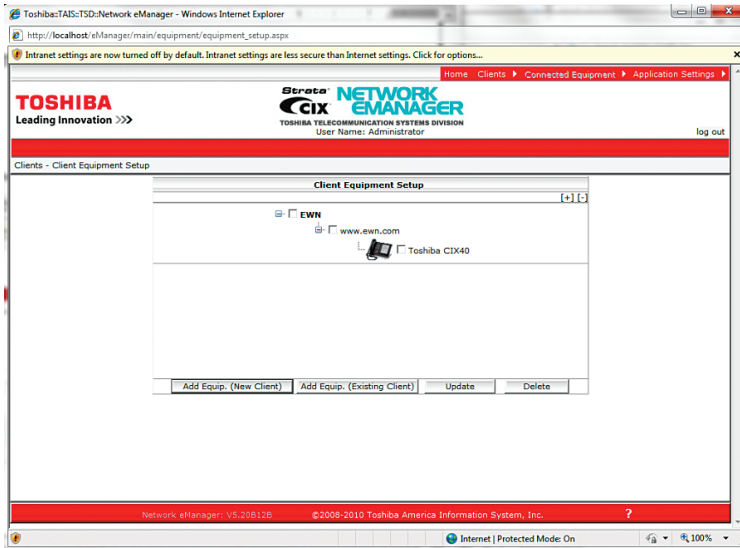 Toshiba::TAIS::TSD::Network eManager - Windows Internet Explorer
http://localhost/eManager/main/equipment/equipment_setup.aspx
Intranet settings are now turned off by default. Intranet settings are less secure than Internet settings. Click for options...
Home Clients Connected Equipment Application Settings
TOSHIBA
Leading Innovation >>>
Strata CIX NETWORK EMANAGER
TOSHIBA TELECOMMUNICATION SYSTEMS DIVISION
User Name: Administrator
log out
Clients - Client Equipment Setup
Client Equipment Setup
[+] [-]
EWN
www.ewn.com
Toshiba CIX40
Add Equip. (New Client) Add Equip. (Existing Client) Update Delete
Network eManager: V5.20B12B ©2008-2010 Toshiba America Information System, Inc. ?
Internet | Protected Mode: On 100%